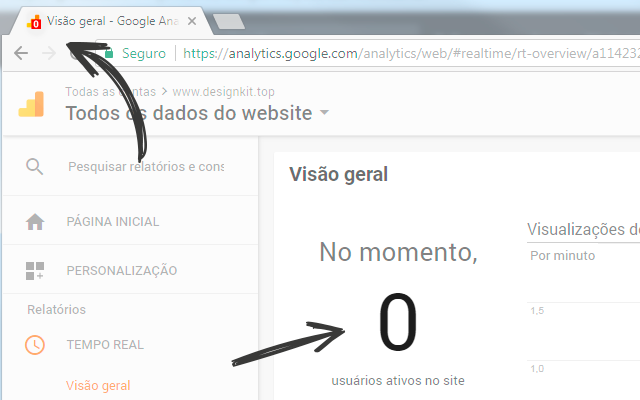 0
Visão geral - Google Ana
Seguro
https://analytics.google.com/analytics/web/#realtime/rt-overview/a114232
Todas as contas > www.designkit.top
Todos os dados do website
Pesquisar relatórios e cons
PÁGINA INICIAL
PERSONALIZAÇÃO
Relatórios
TEMPO REAL
Visão geral
Visão geral
No momento,
0
usuários ativos no site
Visualizações de
Por minuto
1.5
1.0